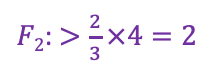 F₂: > 2/3 × 4 = 2